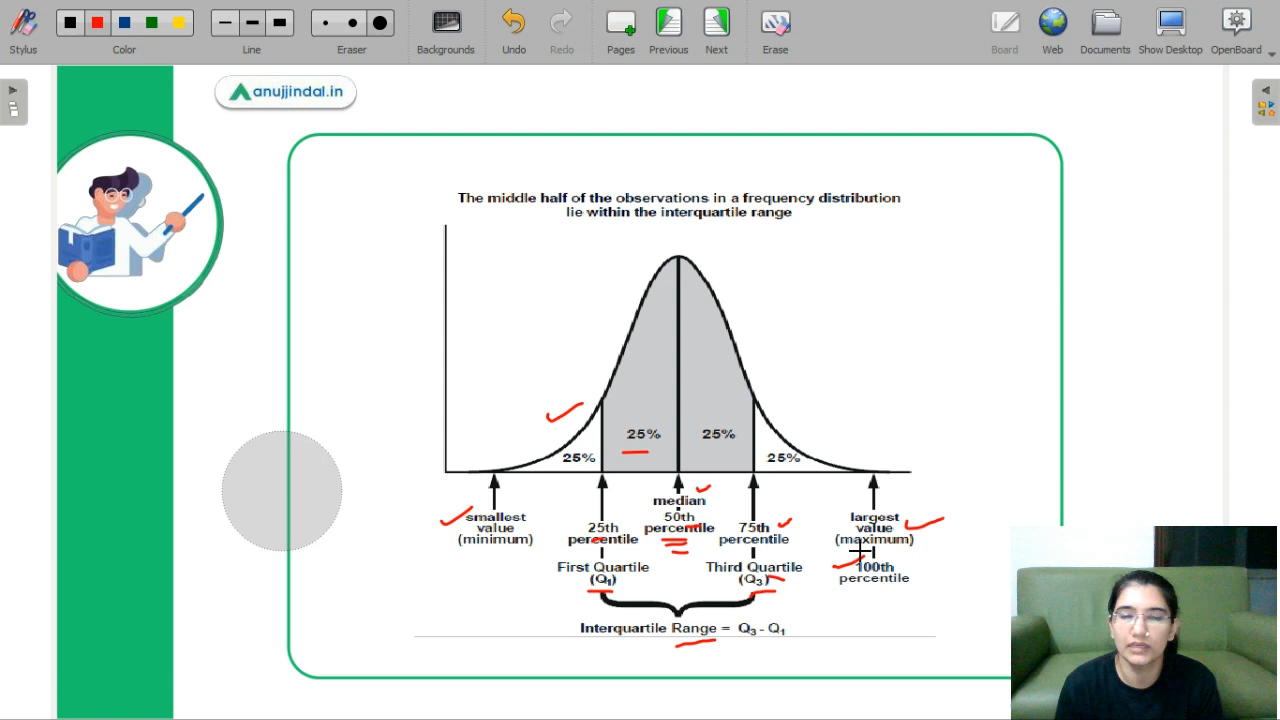 Stylus
Color
Line
Eraser
Backgrounds
Undo
Redo
Pages
Previous
Next
Erase
Board
Web
Documents
Show Desktop
OpenBoard
anujjindal.in
The middle half of the observations in a frequency distribution
lie within the interquartile range
25%
25%
25%
25%
smallest
value
(minimum)
25th
percentile
First Quartile
(Q1)
median
50th
percentile
75th
percentile
Third Quartile
(Q3)
largest
value
(maximum)
100th
percentile
Interquartile Range = Q3 - Q1